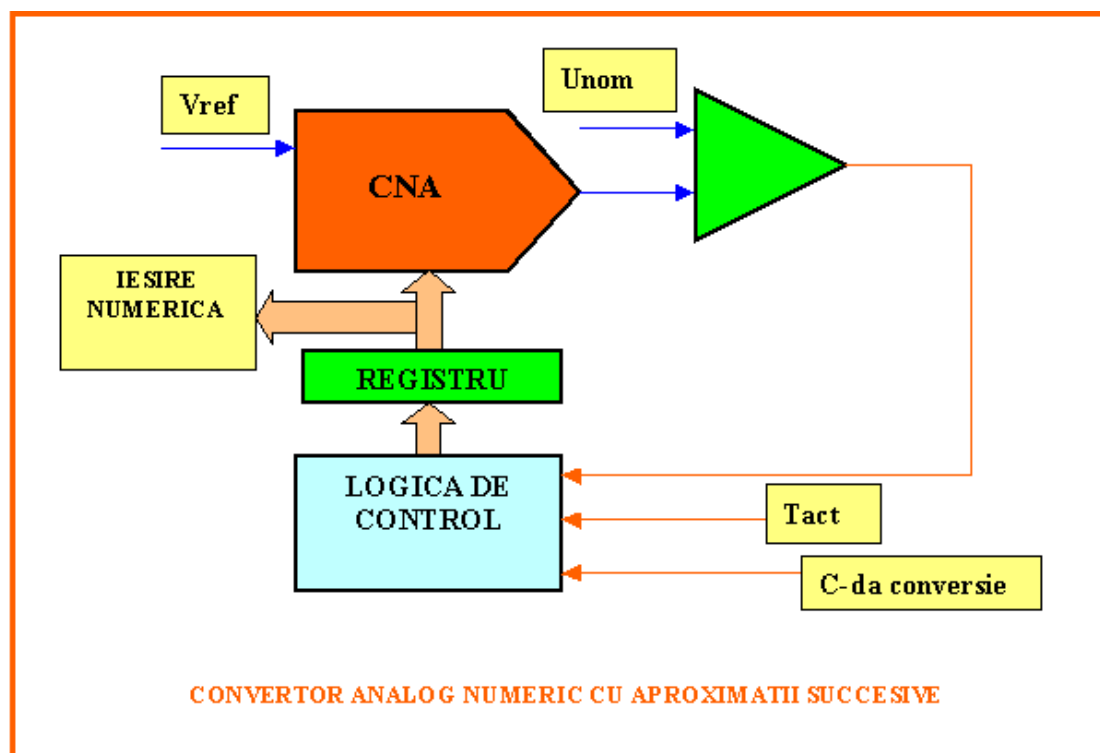 Vref
Unom
CNA
IESIRE
NUMERICA
REGISTRU
LOGICA DE
CONTROL
Tact
C-da conversie
CONVERTOR ANALOG NUMERIC CU APROXIMATII SUCCESIVE